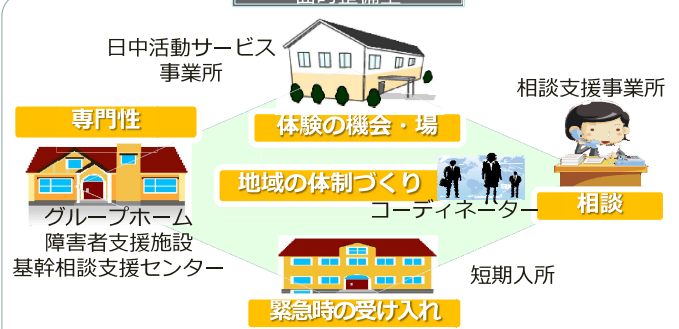 日中活動サービス
事業所
相談支援事業所
専門性
体験の機会・場
地域の体制づくり
コーディネーター
相談
グループホーム
障害者支援施設
基幹相談支援センター
短期入所
緊急時の受け入れ